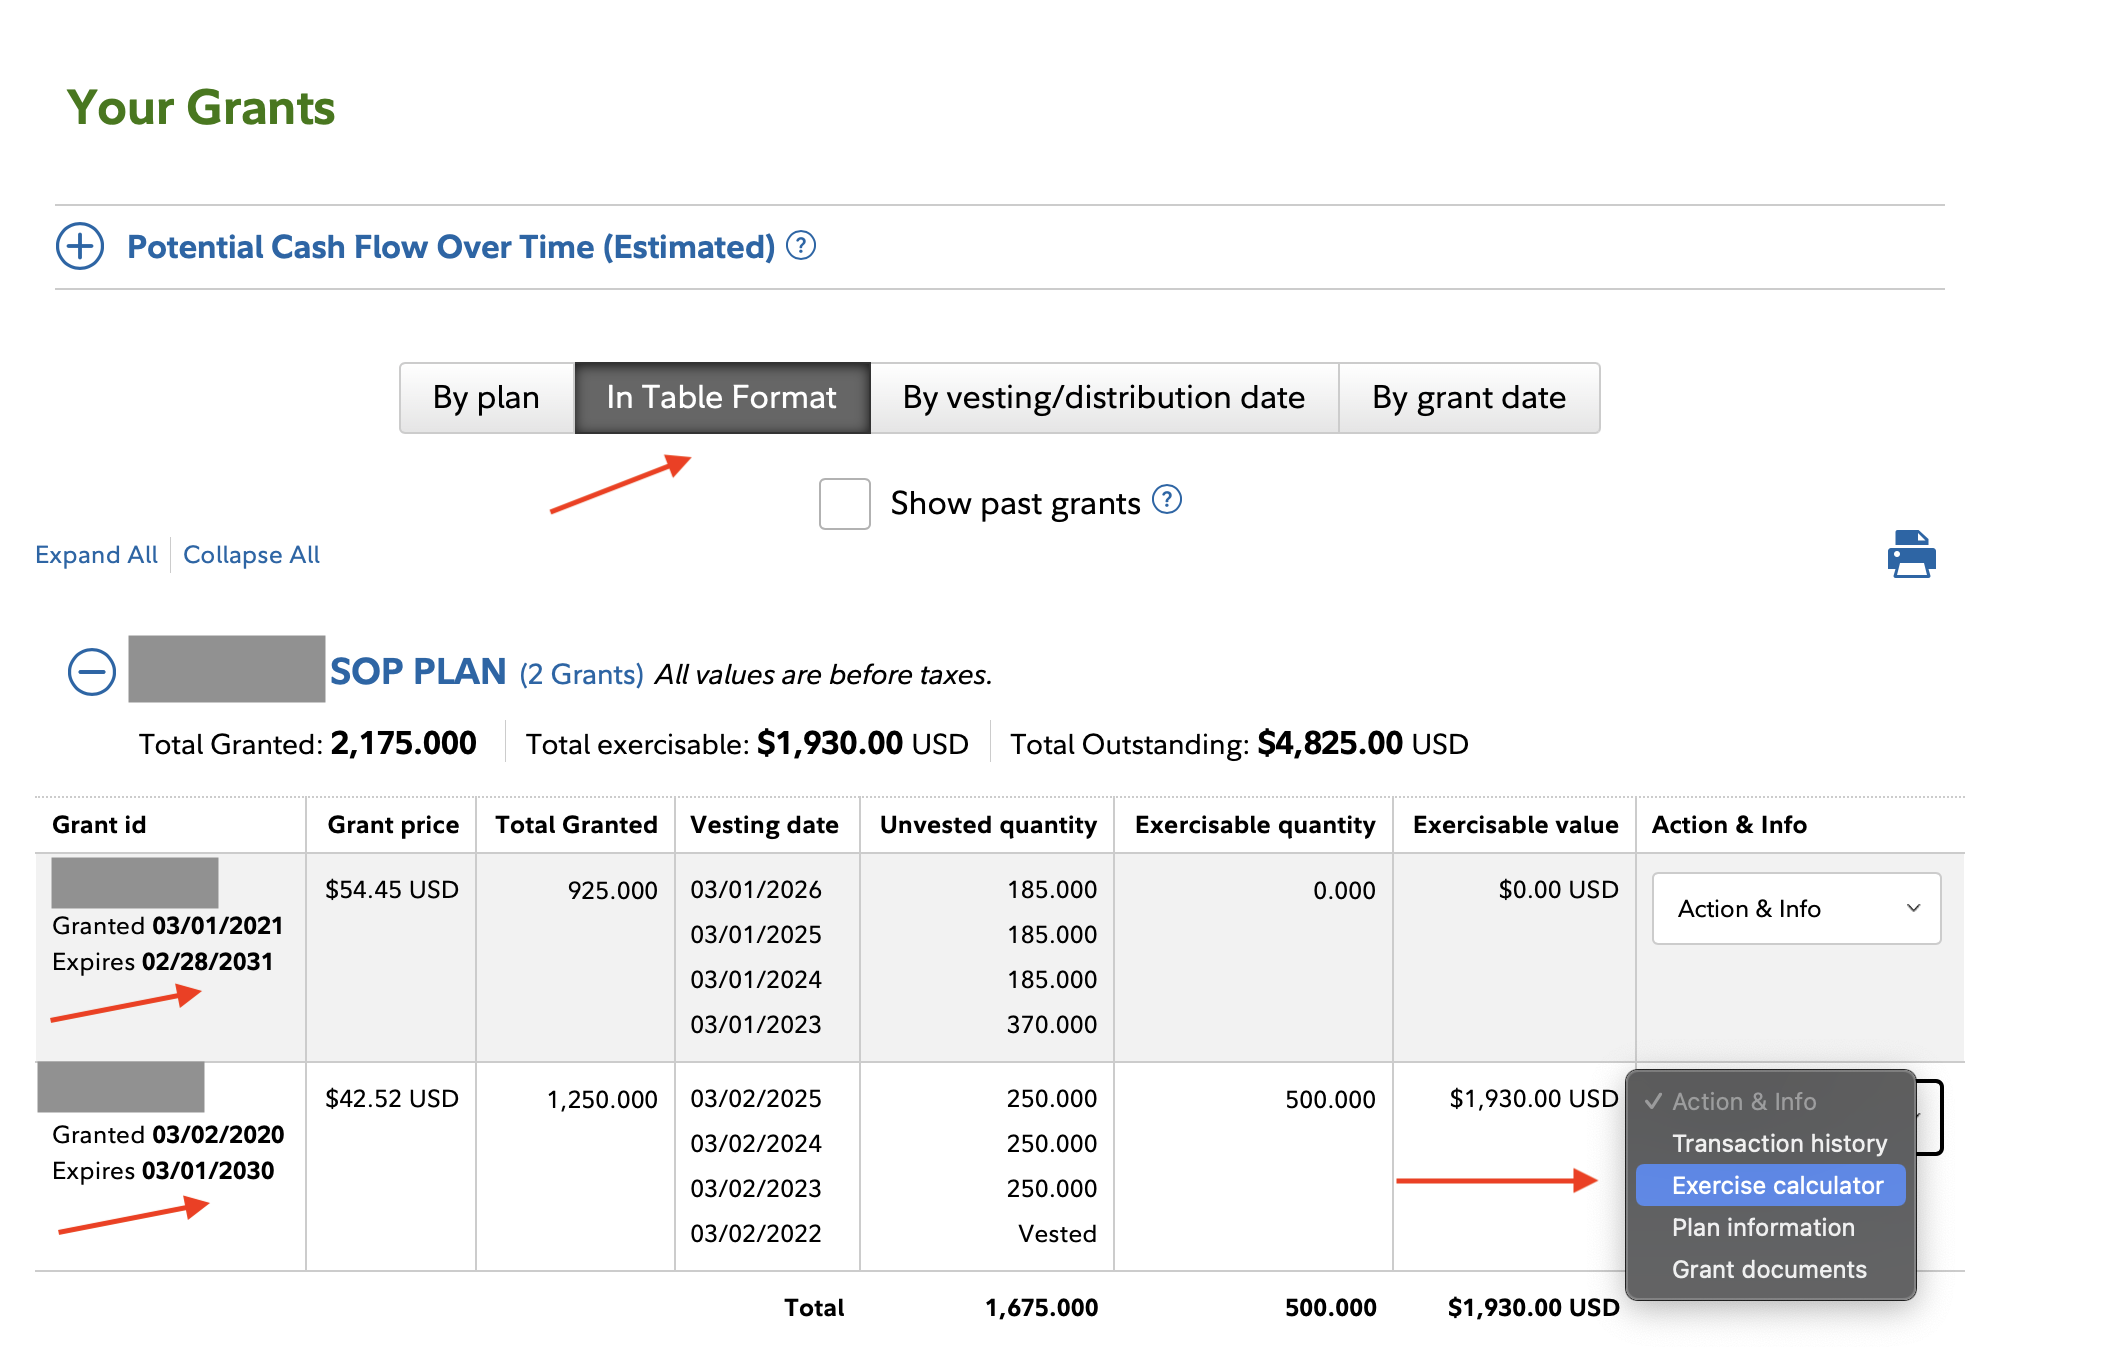 Your Grants
Potential Cash Flow Over Time (Estimated) ?
By plan In Table Format By vesting/distribution date By grant date
Show past grants ?
Expand All Collapse All
SOP PLAN (2 Grants) All values are before taxes.
Total Granted: 2,175.000 Total exercisable: $1,930.00 USD Total Outstanding: $4,825.00 USD
Grant id Grant price Total Granted Vesting date Unvested quantity Exercisable quantity Exercisable value Action & Info
$54.45 USD 925.000 03/01/2026 185.000 0.000 $0.00 USD Action & Info
Granted 03/01/2021 03/01/2025 185.000
Expires 02/28/2031 03/01/2024 185.000
03/01/2023 370.000
$42.52 USD 1,250.000 03/02/2025 250.000 500.000 $1,930.00 USD ✓ Action & Info
Granted 03/02/2020 03/02/2024 250.000 Transaction history
Expires 03/01/2030 03/02/2023 250.000 Exercise calculator
03/02/2022 Vested Plan information
Grant documents
Total 1,675.000 500.000 $1,930.00 USD